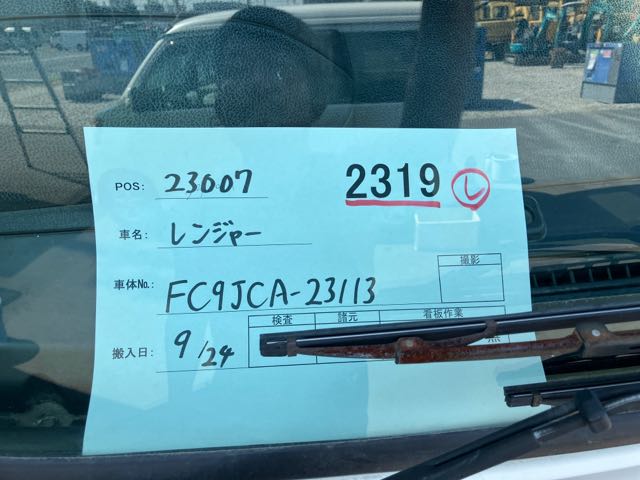 POS: 23007 2319 レ
車名: レンジャー
撮影
車体No.: FC9JCA-23113
検査 諸元 看板作業
搬入日: 9/24
無